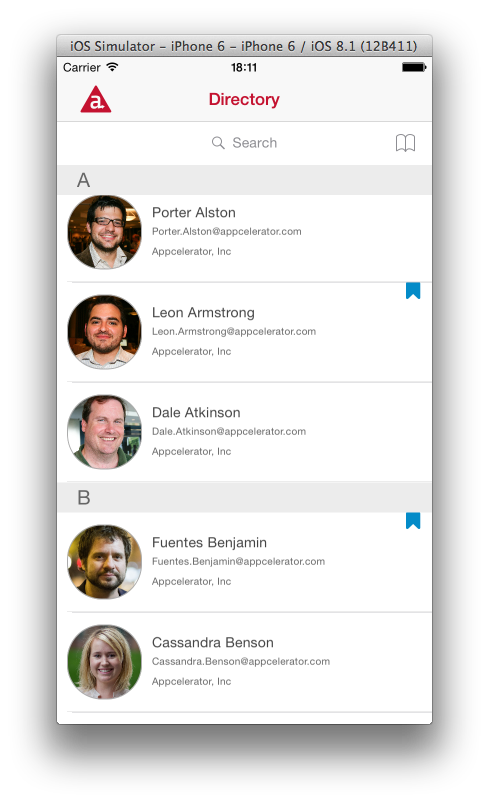 iOS Simulator – iPhone 6 – iPhone 6 / iOS 8.1 (12B411)
Carrier 18:11
a Directory
Search
A
Porter Alston
Porter.Alston@appcelerator.com
Appcelerator, Inc
Leon Armstrong
Leon.Armstrong@appcelerator.com
Appcelerator, Inc
Dale Atkinson
Dale.Atkinson@appcelerator.com
Appcelerator, Inc
B
Fuentes Benjamin
Fuentes.Benjamin@appcelerator.com
Appcelerator, Inc
Cassandra Benson
Cassandra.Benson@appcelerator.com
Appcelerator, Inc